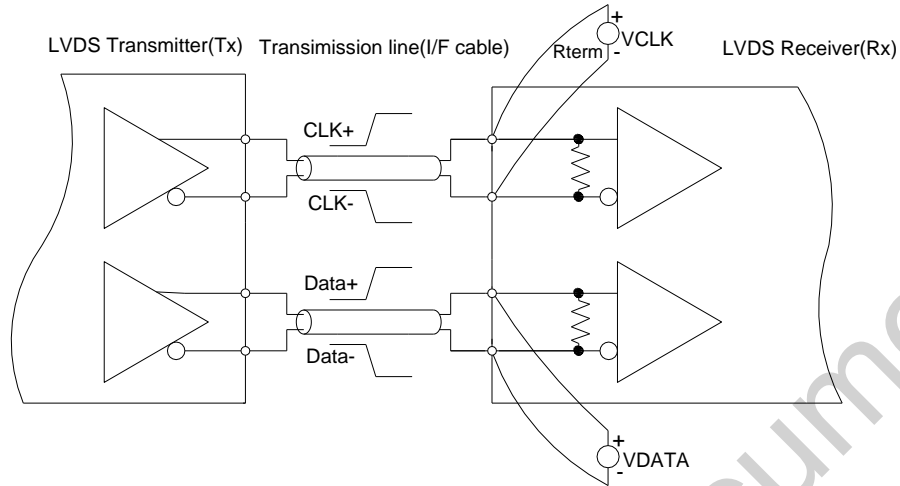 LVDS Transmitter(Tx)
Transimission line(I/F cable)
LVDS Receiver(Rx)
+
VCLK
Rterm
-
CLK+
CLK-
Data+
Data-
+
VDATA
-